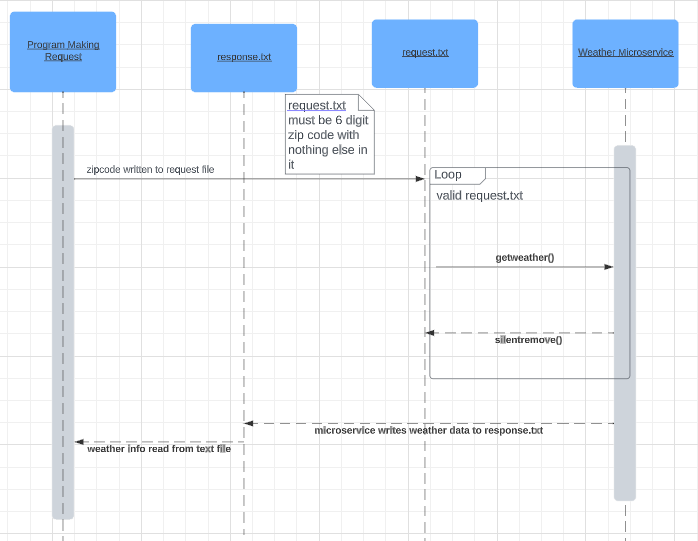 Program Making
Request
response.txt
request.txt
Weather Microservice
request.txt
must be 6 digit
zip code with
nothing else in
it
zipcode written to request file
Loop
valid request.txt
getweather()
silentremove()
microservice writes weather data to response.txt
weather info read from text file